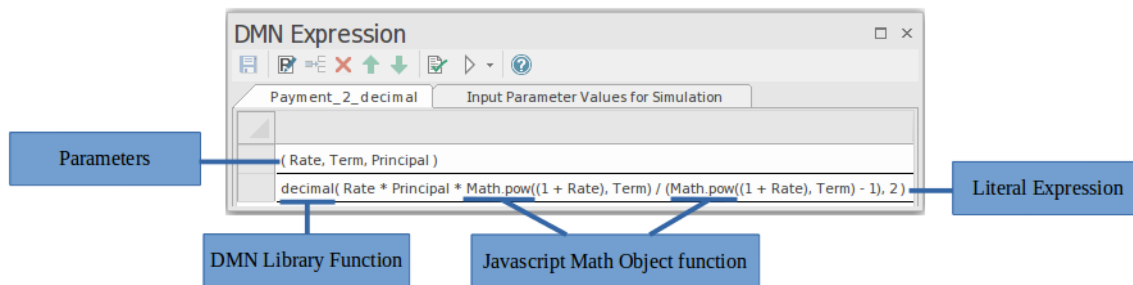 DMN Expression
Payment_2_decimal
Input Parameter Values for Simulation
Parameters
( Rate, Term, Principal )
decimal( Rate * Principal * Math.pow((1 + Rate), Term) / (Math.pow((1 + Rate), Term) - 1), 2 )
Literal Expression
DMN Library Function
Javascript Math Object function